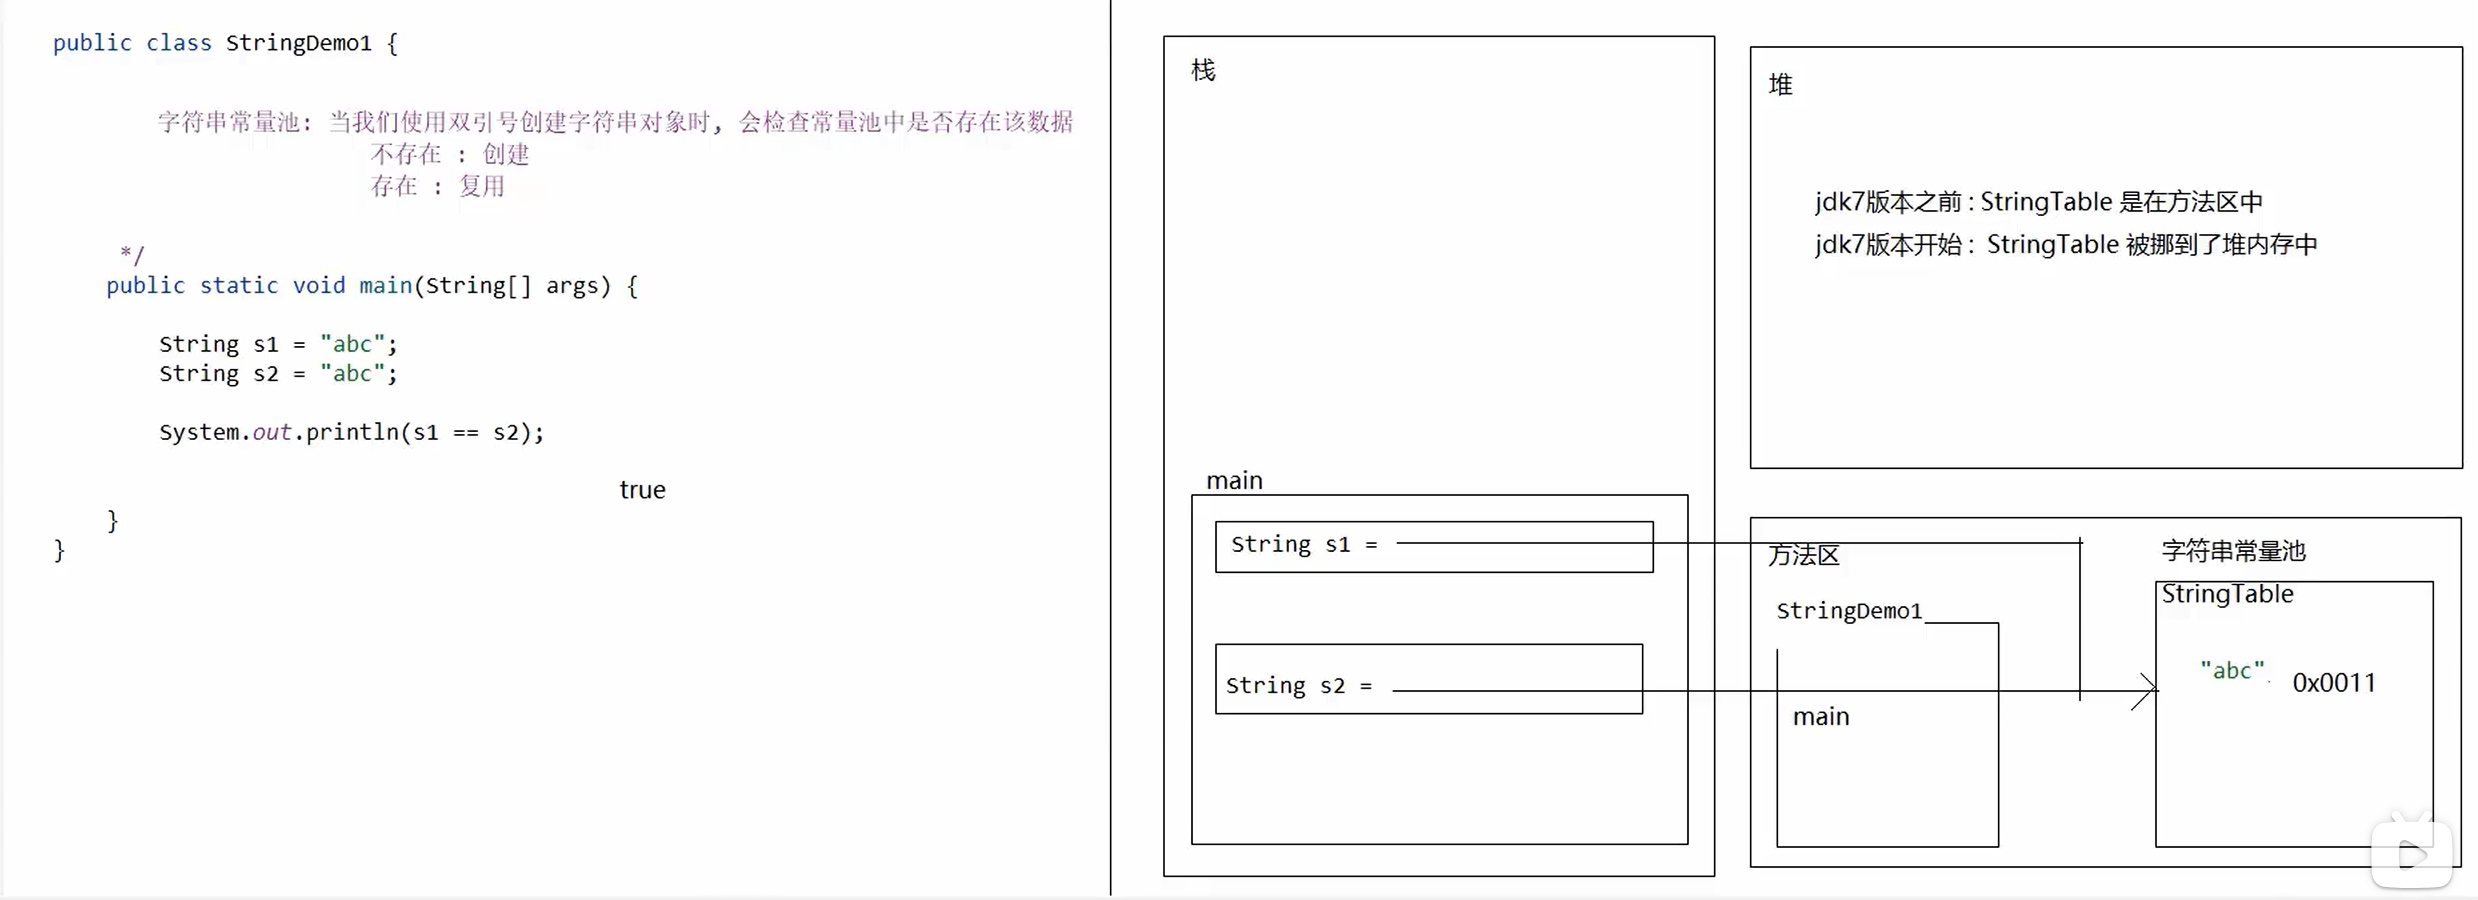 public class StringDemo1 {
字符串常量池: 当我们使用双引号创建字符串对象时, 会检查常量池中是否存在该数据
不存在 : 创建
存在 : 复用
*/
public static void main(String[] args) {
String s1 = "abc";
String s2 = "abc";
System.out.println(s1 == s2);
true
}
}
栈
main
String s1 =
String s2 =
堆
jdk7版本之前 : StringTable 是在方法区中
jdk7版本开始 : StringTable 被挪到了堆内存中
方法区
StringDemo1
main
字符串常量池
StringTable
"abc" 0x0011